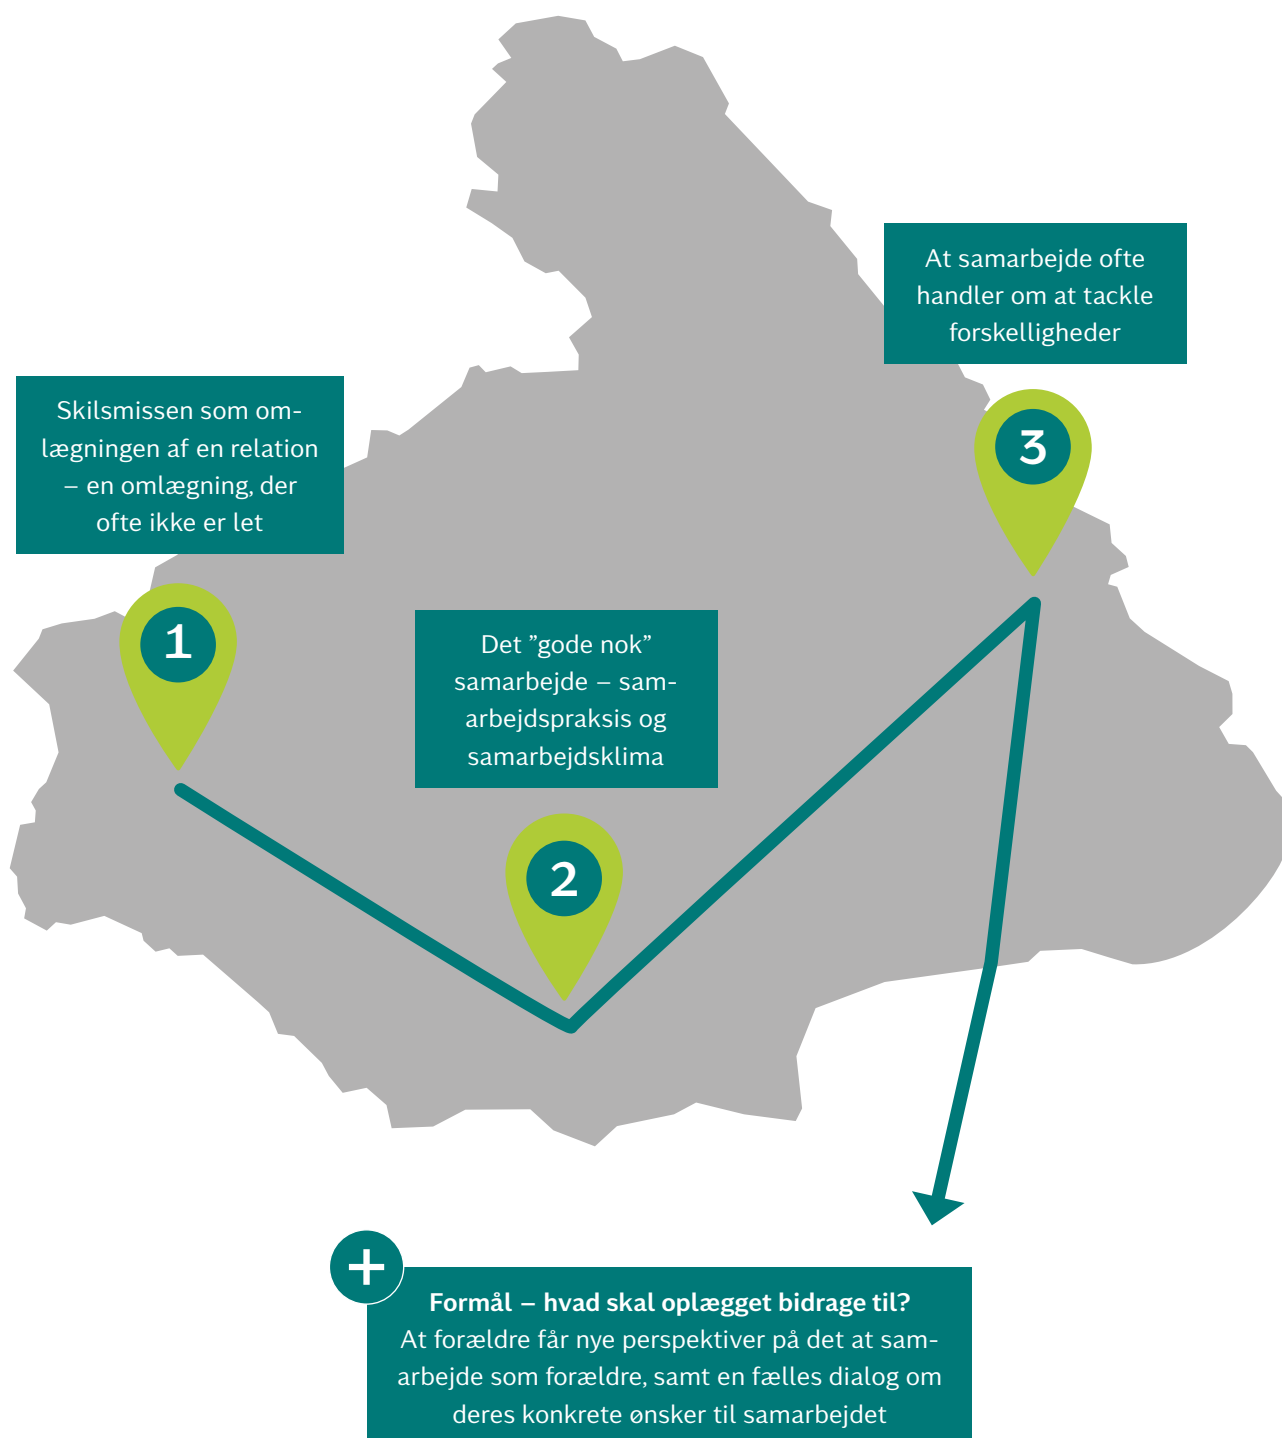 Skilsmissen som om-
lægningen af en relation
– en omlægning, der
ofte ikke er let
1
Det ”gode nok”
samarbejde – sam-
arbejdspraksis og
samarbejdsklima
2
At samarbejde ofte
handler om at tackle
forskelligheder
3
+
Formål – hvad skal oplægget bidrage til?
At forældre får nye perspektiver på det at sam-
arbejde som forældre, samt en fælles dialog om
deres konkrete ønsker til samarbejdet